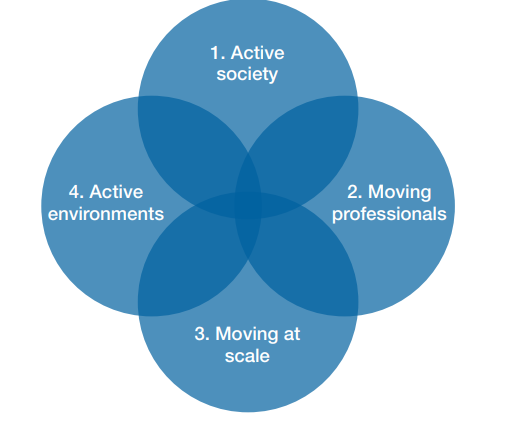 1. Active
society
4. Active
environments
2. Moving
professionals
3. Moving at
scale